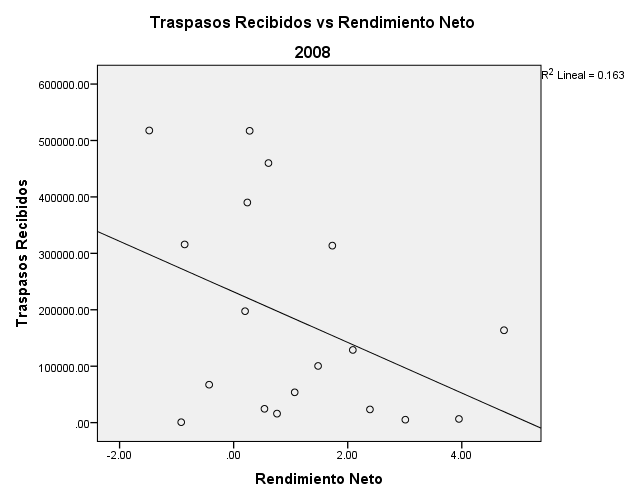 Traspasos Recibidos vs Rendimiento Neto
2008
R2 Lineal = 0.163
600000.00
500000.00
400000.00
300000.00
200000.00
100000.00
.00
Traspasos Recibidos
-2.00 .00 2.00 4.00
Rendimiento Neto